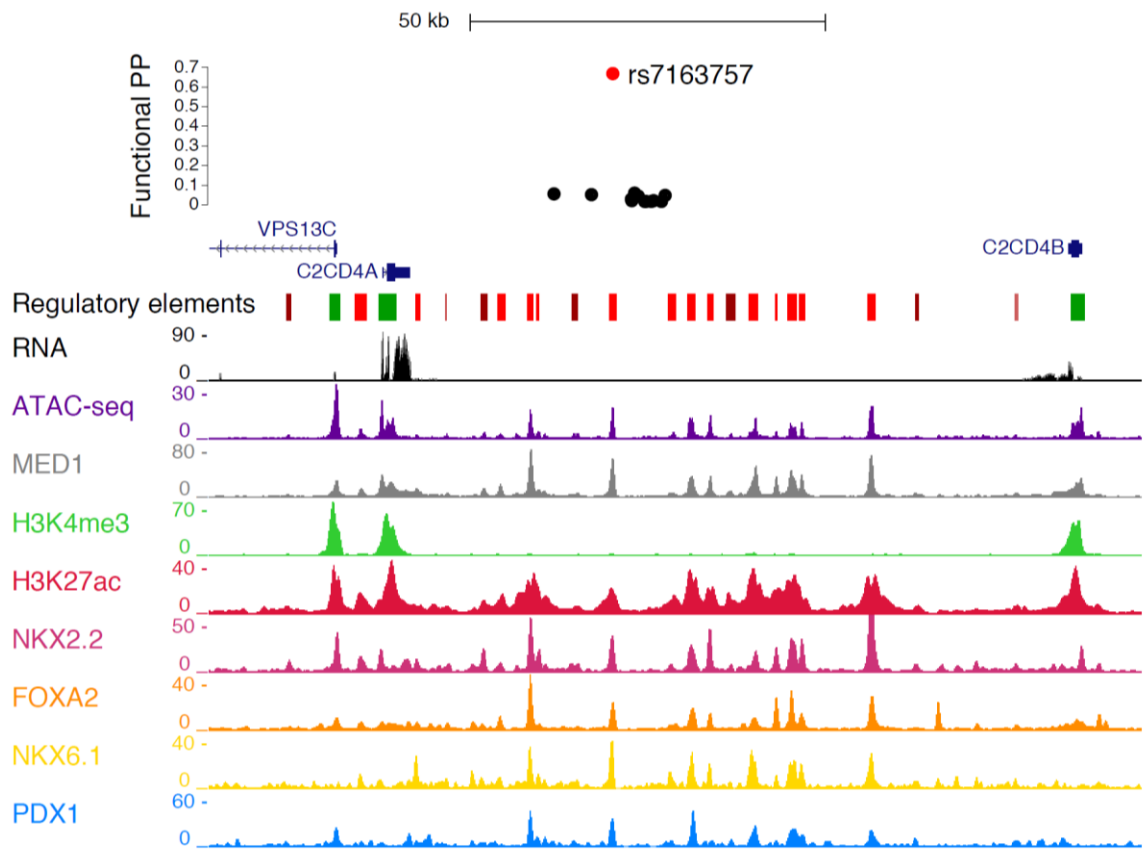 50 kb
Functional PP
0.7
0.6
0.5
0.4
0.3
0.2
0.1
0
rs7163757
VPS13C
C2CD4A
C2CD4B
Regulatory elements
RNA
90 -
0
ATAC-seq
30 -
0
MED1
80 -
0
H3K4me3
70 -
0
H3K27ac
40 -
0
NKX2.2
50 -
0
FOXA2
40 -
0
NKX6.1
40 -
0
PDX1
60 -
0